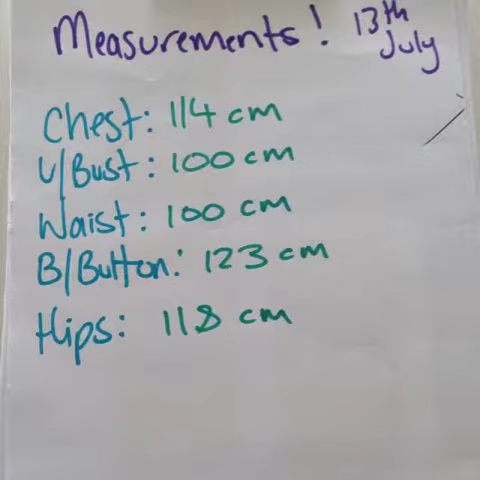 Measurements! 13th July
Chest: 114 cm
U/Bust: 100 cm
Waist: 100 cm
B/Button: 123 cm
Hips: 118 cm